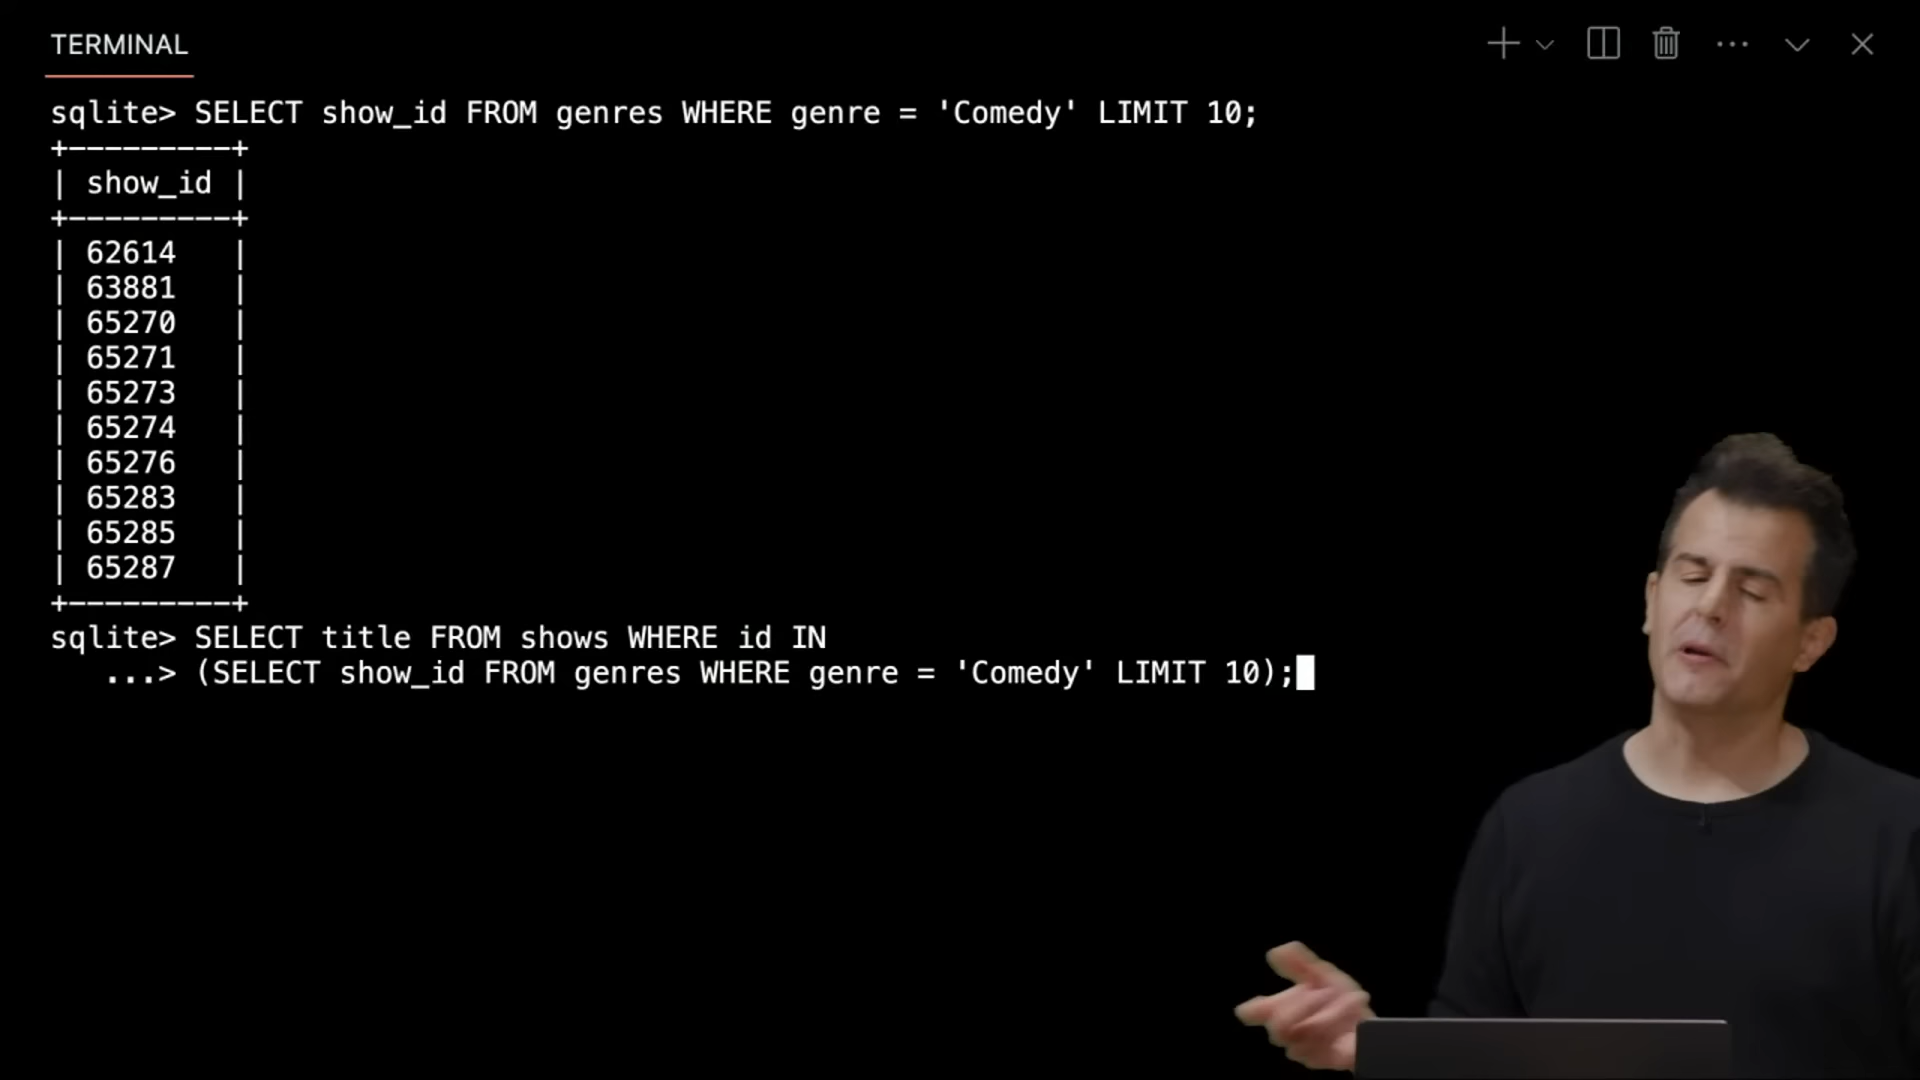 TERMINAL
sqlite> SELECT show_id FROM genres WHERE genre = 'Comedy' LIMIT 10;
+---------+
| show_id |
+---------+
| 62614   |
| 63881   |
| 65270   |
| 65271   |
| 65273   |
| 65274   |
| 65276   |
| 65283   |
| 65285   |
| 65287   |
+---------+
sqlite> SELECT title FROM shows WHERE id IN
   ...> (SELECT show_id FROM genres WHERE genre = 'Comedy' LIMIT 10);